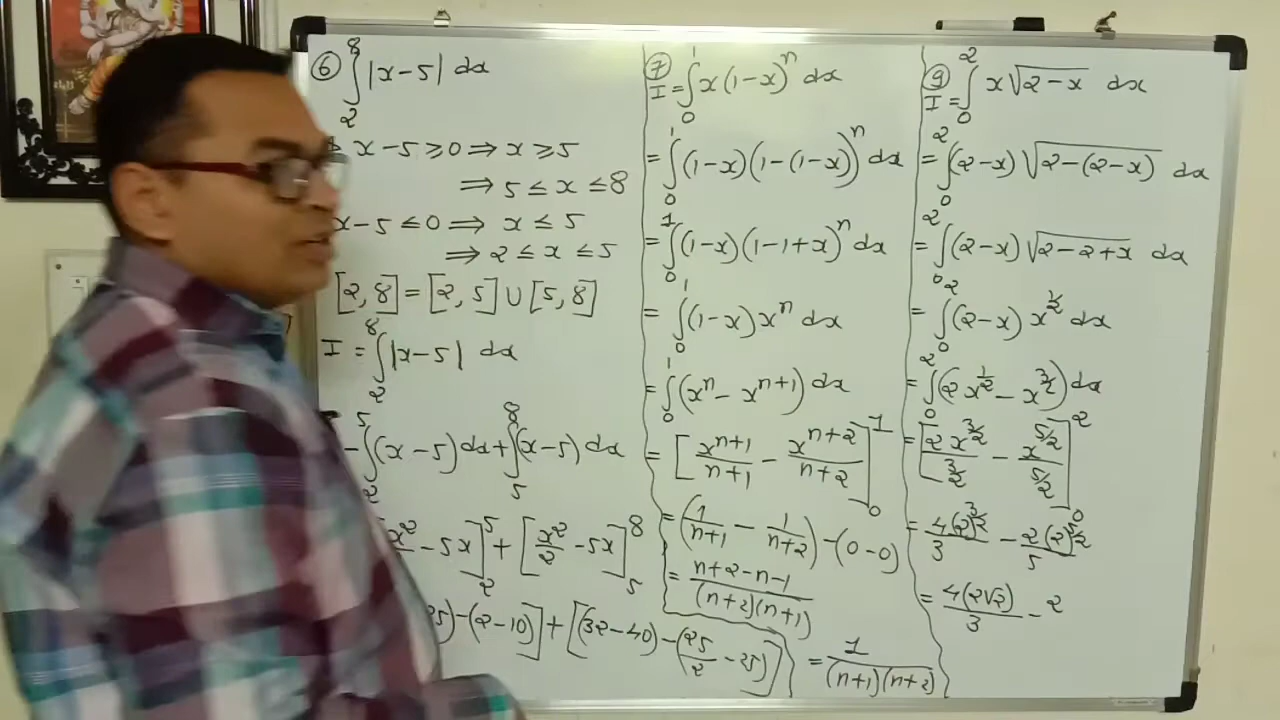 ⑥ ∫₂⁸ |x-5| dx
x-5 ≥ 0 ⇒ x ≥ 5
⇒ 5 ≤ x ≤ 8
x-5 ≤ 0 ⇒ x ≤ 5
⇒ 2 ≤ x ≤ 5
[2, 8] = [2, 5] ∪ [5, 8]
I = ∫₂⁸ |x-5| dx
-∫₂⁵ (x-5) dx + ∫₅⁸ (x-5) dx
x²/2 - 5x]₂⁵ + [x²/2 - 5x]₅⁸
25) - (2-10)] + [(32-40) - (25/2 - 25)]
⑦ I = ∫₀¹ x(1-x)ⁿ dx
= ∫₀¹ (1-x)(1-(1-x))ⁿ dx
= ∫₀¹ (1-x)(1-1+x)ⁿ dx
= ∫₀¹ (1-x)xⁿ dx
= ∫₀¹ (xⁿ - xⁿ⁺¹) dx
= [xⁿ⁺¹/n+1 - xⁿ⁺²/n+2]₀¹
= (1/n+1 - 1/n+2) - (0-0)
= n+2-n-1/(n+2)(n+1)
= 1/(n+1)(n+2)
⑨ I = ∫₀² x√2-x dx
= ∫₀² (2-x) √2-(2-x) dx
= ∫₀² (2-x) √2-2+x dx
= ∫₀² (2-x) x^½ dx
= ∫₀² (2x^½ - x^3/2) dx
= [2x^3/2/3/2 - x^5/2/5/2]₀²
= 4(2)^3/2/3 - 2(2)^5/2/5
= 4(2√2)/3 - 2